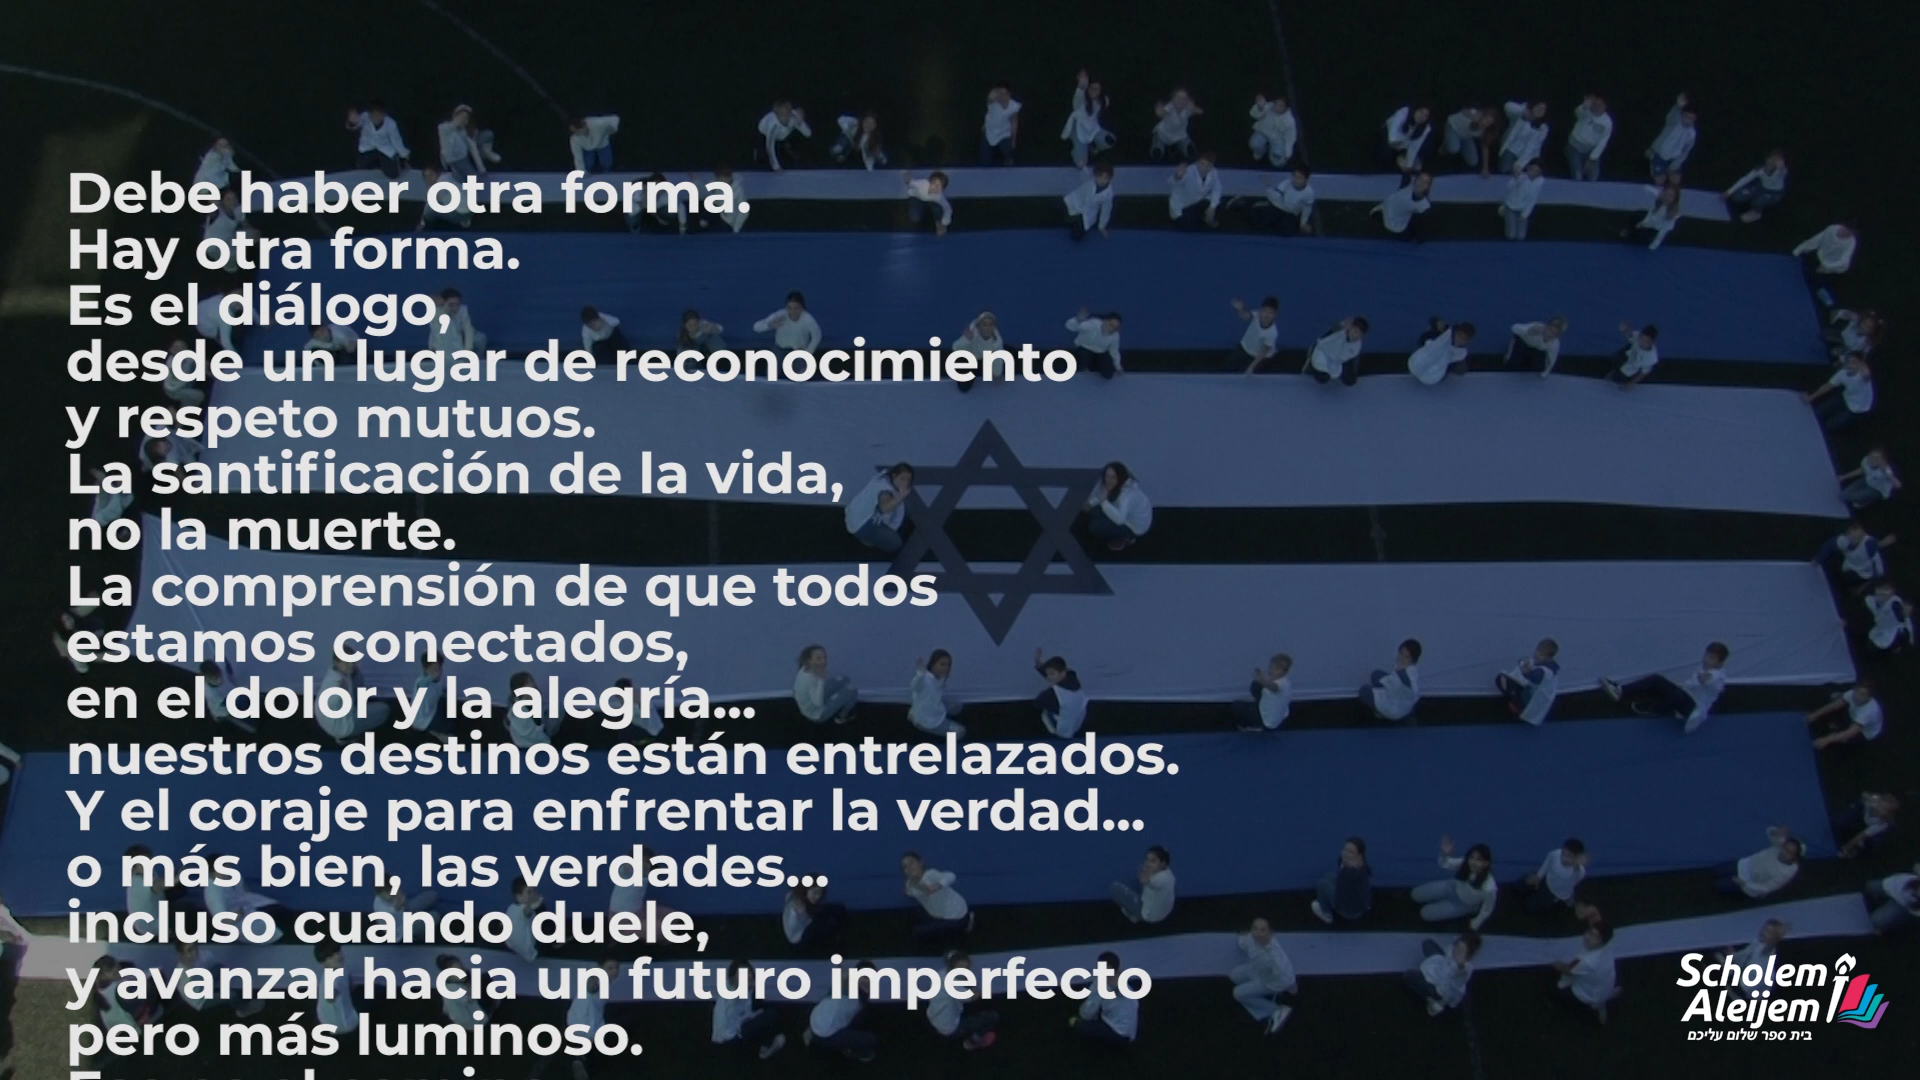 Debe haber otra forma.
Hay otra forma.
Es el diálogo,
desde un lugar de reconocimiento
y respeto mutuos.
La santificación de la vida,
no la muerte.
La comprensión de que todos
estamos conectados,
en el dolor y la alegría...
nuestros destinos están entrelazados.
Y el coraje para enfrentar la verdad...
o más bien, las verdades...
incluso cuando duele,
y avanzar hacia un futuro imperfecto
pero más luminoso.
Scholem
Aleijem
בית ספר שלום עליכם